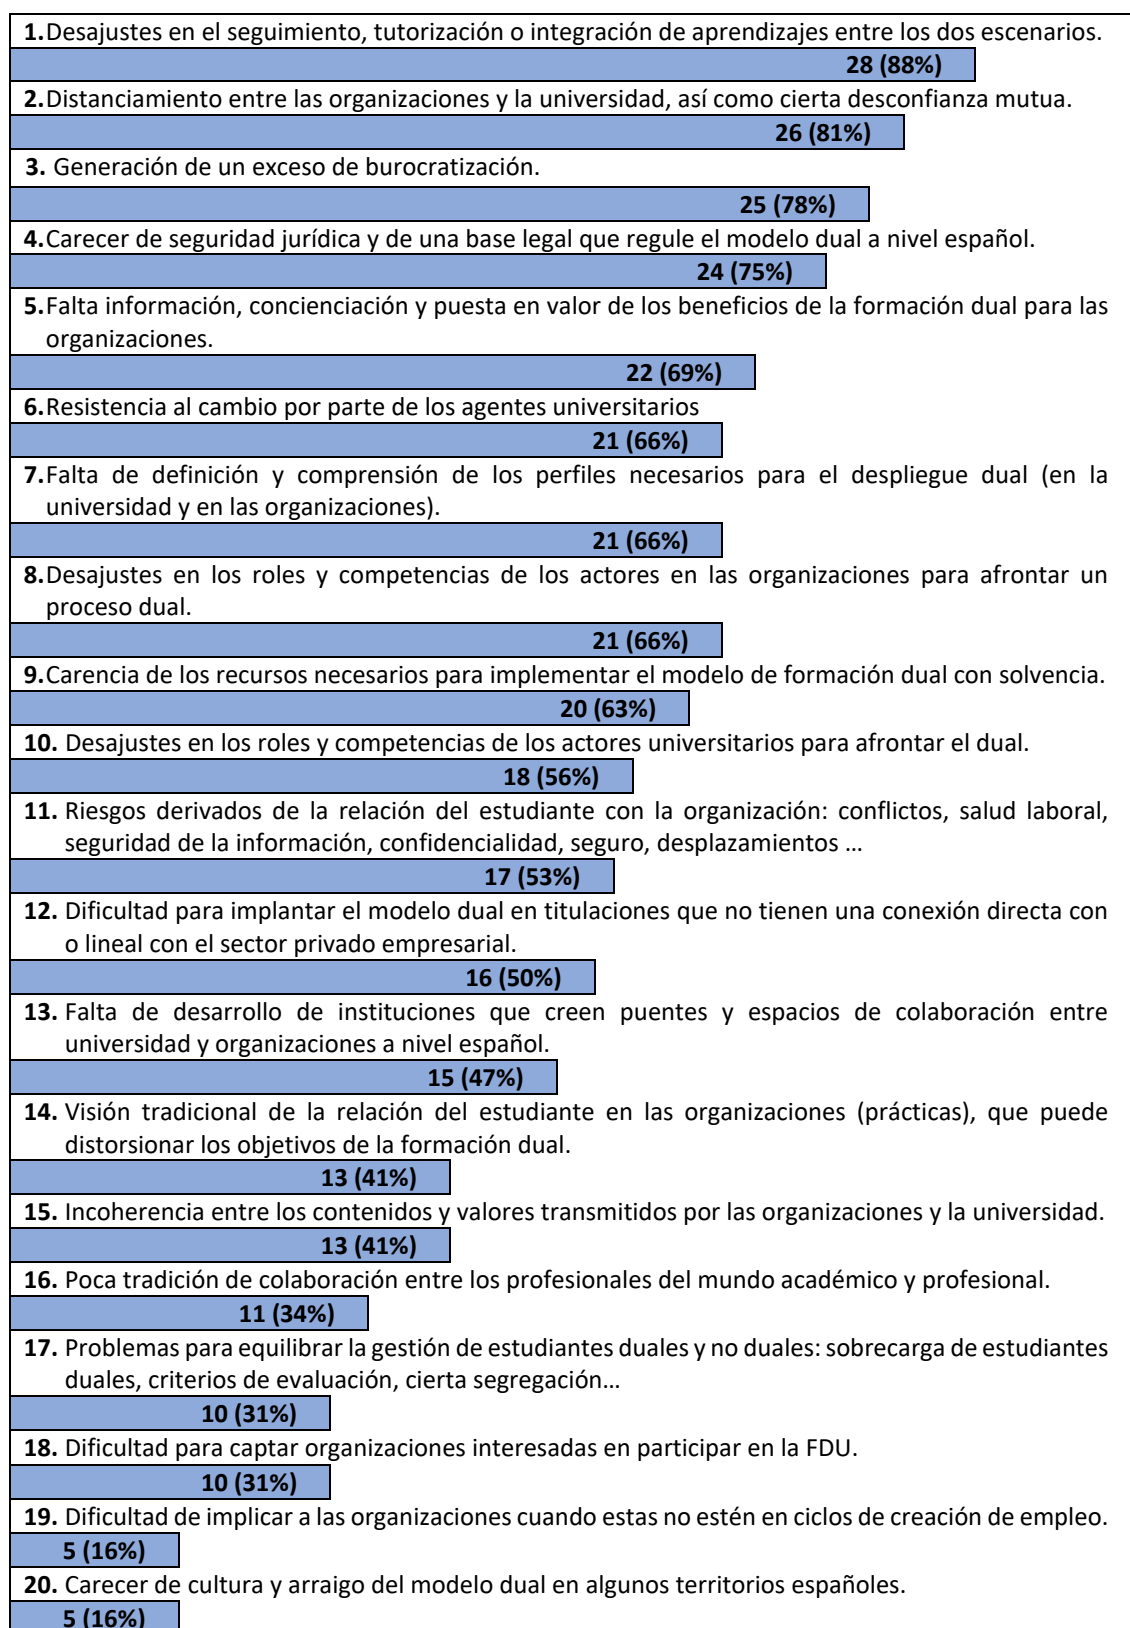 1.Desajustes en el seguimiento, tutorización o integración de aprendizajes entre los dos escenarios.
28 (88%)
2.Distanciamiento entre las organizaciones y la universidad, así como cierta desconfianza mutua.
26 (81%)
3. Generación de un exceso de burocratización.
25 (78%)
4.Carecer de seguridad jurídica y de una base legal que regule el modelo dual a nivel español.
24 (75%)
5.Falta información, concienciación y puesta en valor de los beneficios de la formación dual para las
organizaciones.
22 (69%)
6.Resistencia al cambio por parte de los agentes universitarios
21 (66%)
7.Falta de definición y comprensión de los perfiles necesarios para el despliegue dual (en la
universidad y en las organizaciones).
21 (66%)
8.Desajustes en los roles y competencias de los actores en las organizaciones para afrontar un
proceso dual.
21 (66%)
9.Carencia de los recursos necesarios para implementar el modelo de formación dual con solvencia.
20 (63%)
10. Desajustes en los roles y competencias de los actores universitarios para afrontar el dual.
18 (56%)
11. Riesgos derivados de la relación del estudiante con la organización: conflictos, salud laboral,
seguridad de la información, confidencialidad, seguro, desplazamientos …
17 (53%)
12. Dificultad para implantar el modelo dual en titulaciones que no tienen una conexión directa con
o lineal con el sector privado empresarial.
16 (50%)
13. Falta de desarrollo de instituciones que creen puentes y espacios de colaboración entre
universidad y organizaciones a nivel español.
15 (47%)
14. Visión tradicional de la relación del estudiante en las organizaciones (prácticas), que puede
distorsionar los objetivos de la formación dual.
13 (41%)
15. Incoherencia entre los contenidos y valores transmitidos por las organizaciones y la universidad.
13 (41%)
16. Poca tradición de colaboración entre los profesionales del mundo académico y profesional.
11 (34%)
17. Problemas para equilibrar la gestión de estudiantes duales y no duales: sobrecarga de estudiantes
duales, criterios de evaluación, cierta segregación…
10 (31%)
18. Dificultad para captar organizaciones interesadas en participar en la FDU.
10 (31%)
19. Dificultad de implicar a las organizaciones cuando estas no estén en ciclos de creación de empleo.
5 (16%)
20. Carecer de cultura y arraigo del modelo dual en algunos territorios españoles.
5 (16%)